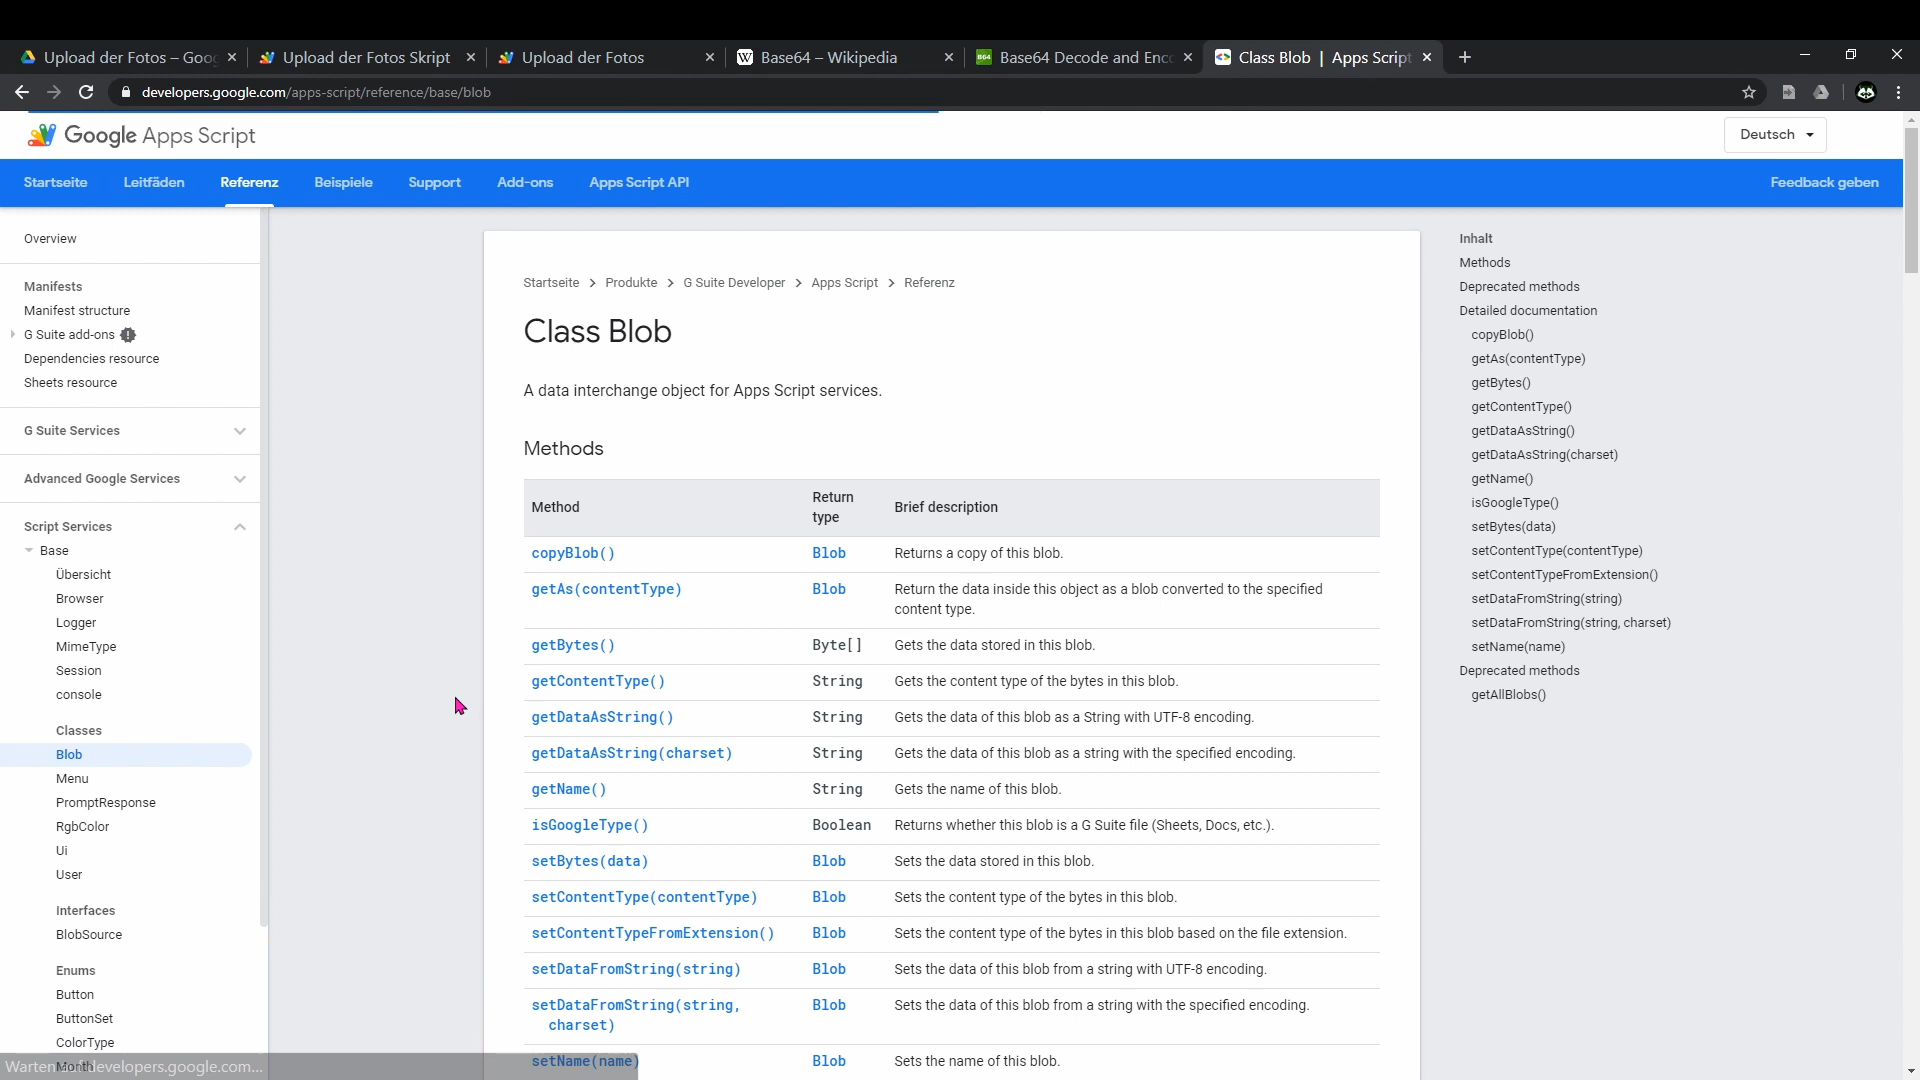 Upload der Fotos – Goog
Upload der Fotos Skript
Upload der Fotos
Base64 – Wikipedia
Base64 Decode and Enc
Class Blob | Apps Script
developers.google.com/apps-script/reference/base/blob
Google Apps Script
Deutsch
Startseite
Leitfäden
Referenz
Beispiele
Support
Add-ons
Apps Script API
Feedback geben
Overview
Manifests
Manifest structure
G Suite add-ons
Dependencies resource
Sheets resource
G Suite Services
Advanced Google Services
Script Services
Base
Übersicht
Browser
Logger
MimeType
Session
console
Classes
Blob
Menu
PromptResponse
RgbColor
Ui
User
Interfaces
BlobSource
Enums
Button
ButtonSet
ColorType
Month
Warten auf developers.google.com...
Startseite > Produkte > G Suite Developer > Apps Script > Referenz
Class Blob
A data interchange object for Apps Script services.
Methods
Method Return type Brief description
copyBlob() Blob Returns a copy of this blob.
getAs(contentType) Blob Return the data inside this object as a blob converted to the specified
content type.
getBytes() Byte[] Gets the data stored in this blob.
getContentType() String Gets the content type of the bytes in this blob.
getDataAsString() String Gets the data of this blob as a String with UTF-8 encoding.
getDataAsString(charset) String Gets the data of this blob as a string with the specified encoding.
getName() String Gets the name of this blob.
isGoogleType() Boolean Returns whether this blob is a G Suite file (Sheets, Docs, etc.).
setBytes(data) Blob Sets the data stored in this blob.
setContentType(contentType) Blob Sets the content type of the bytes in this blob.
setContentTypeFromExtension() Blob Sets the content type of the bytes in this blob based on the file extension.
setDataFromString(string) Blob Sets the data of this blob from a string with UTF-8 encoding.
setDataFromString(string, Blob Sets the data of this blob from a string with the specified encoding.
charset)
setName(name) Blob Sets the name of this blob.
Inhalt
Methods
Deprecated methods
Detailed documentation
copyBlob()
getAs(contentType)
getBytes()
getContentType()
getDataAsString()
getDataAsString(charset)
getName()
isGoogleType()
setBytes(data)
setContentType(contentType)
setContentTypeFromExtension()
setDataFromString(string)
setDataFromString(string, charset)
setName(name)
Deprecated methods
getAllBlobs()